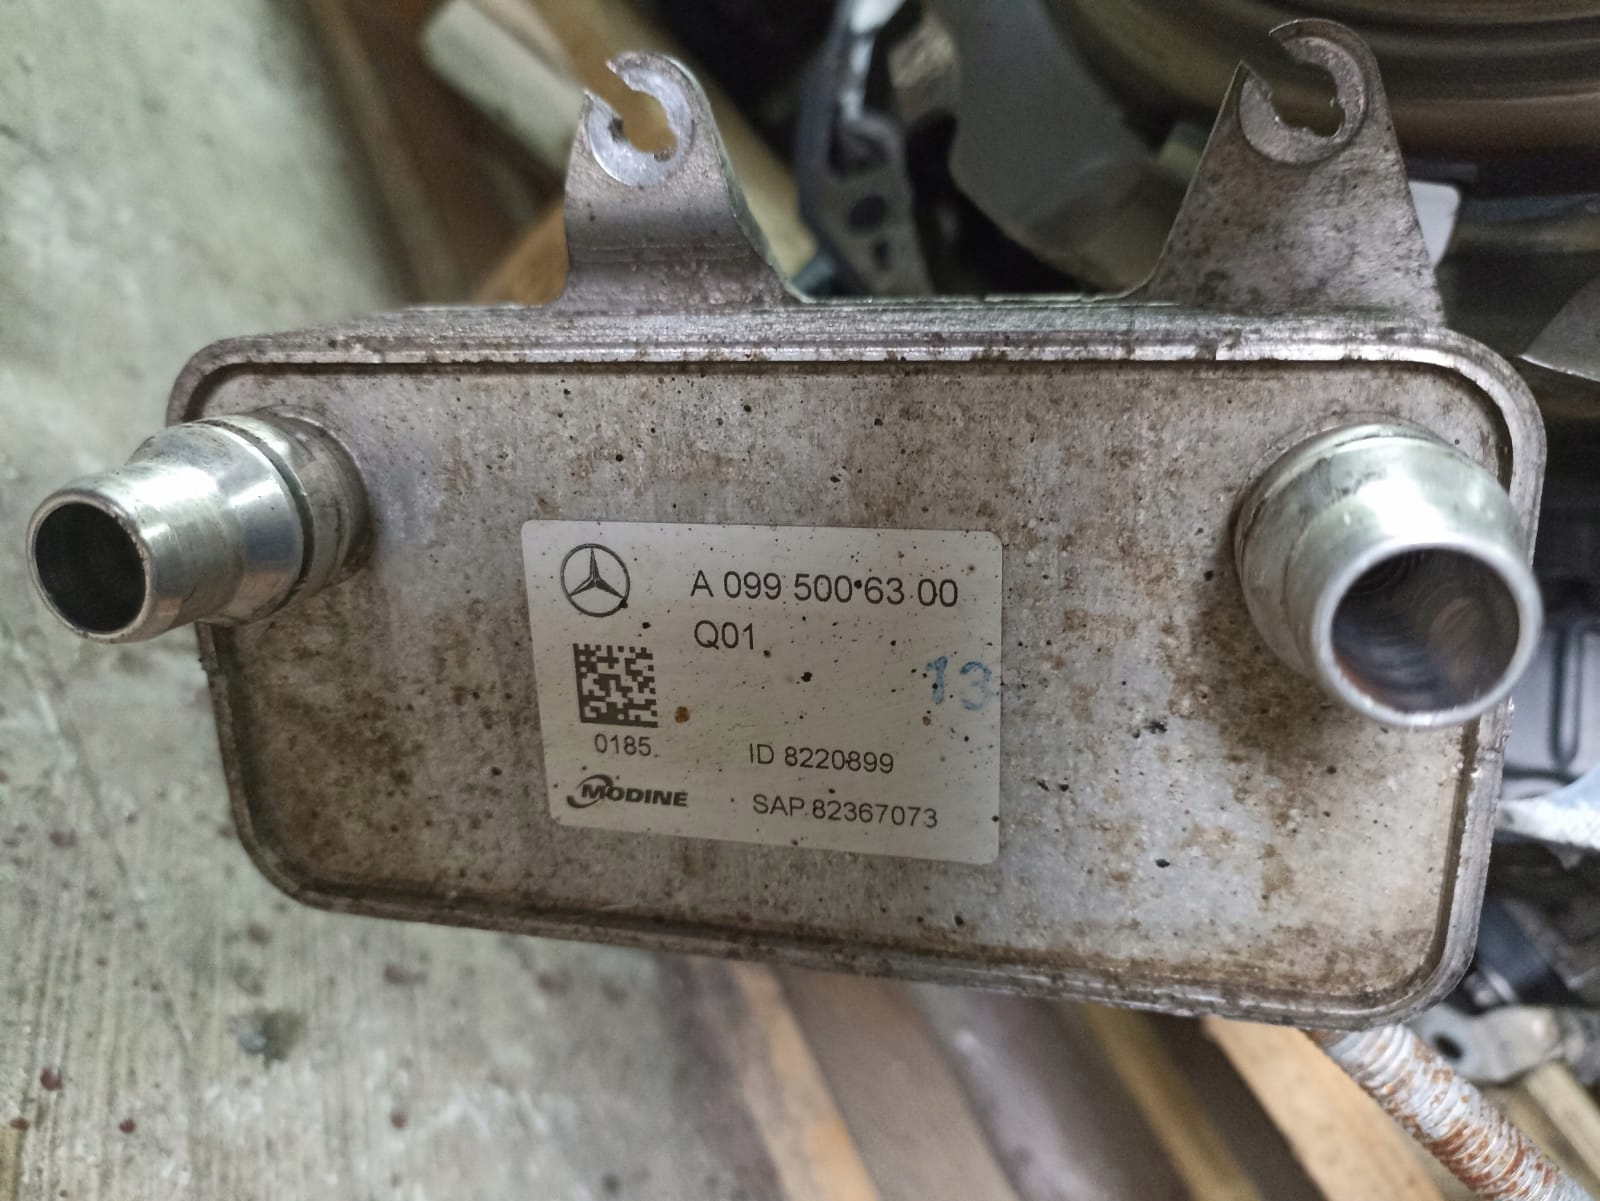 A 099 500 63 00
Q01
13
0185
ID 8220899
MODINE
SAP 82367073